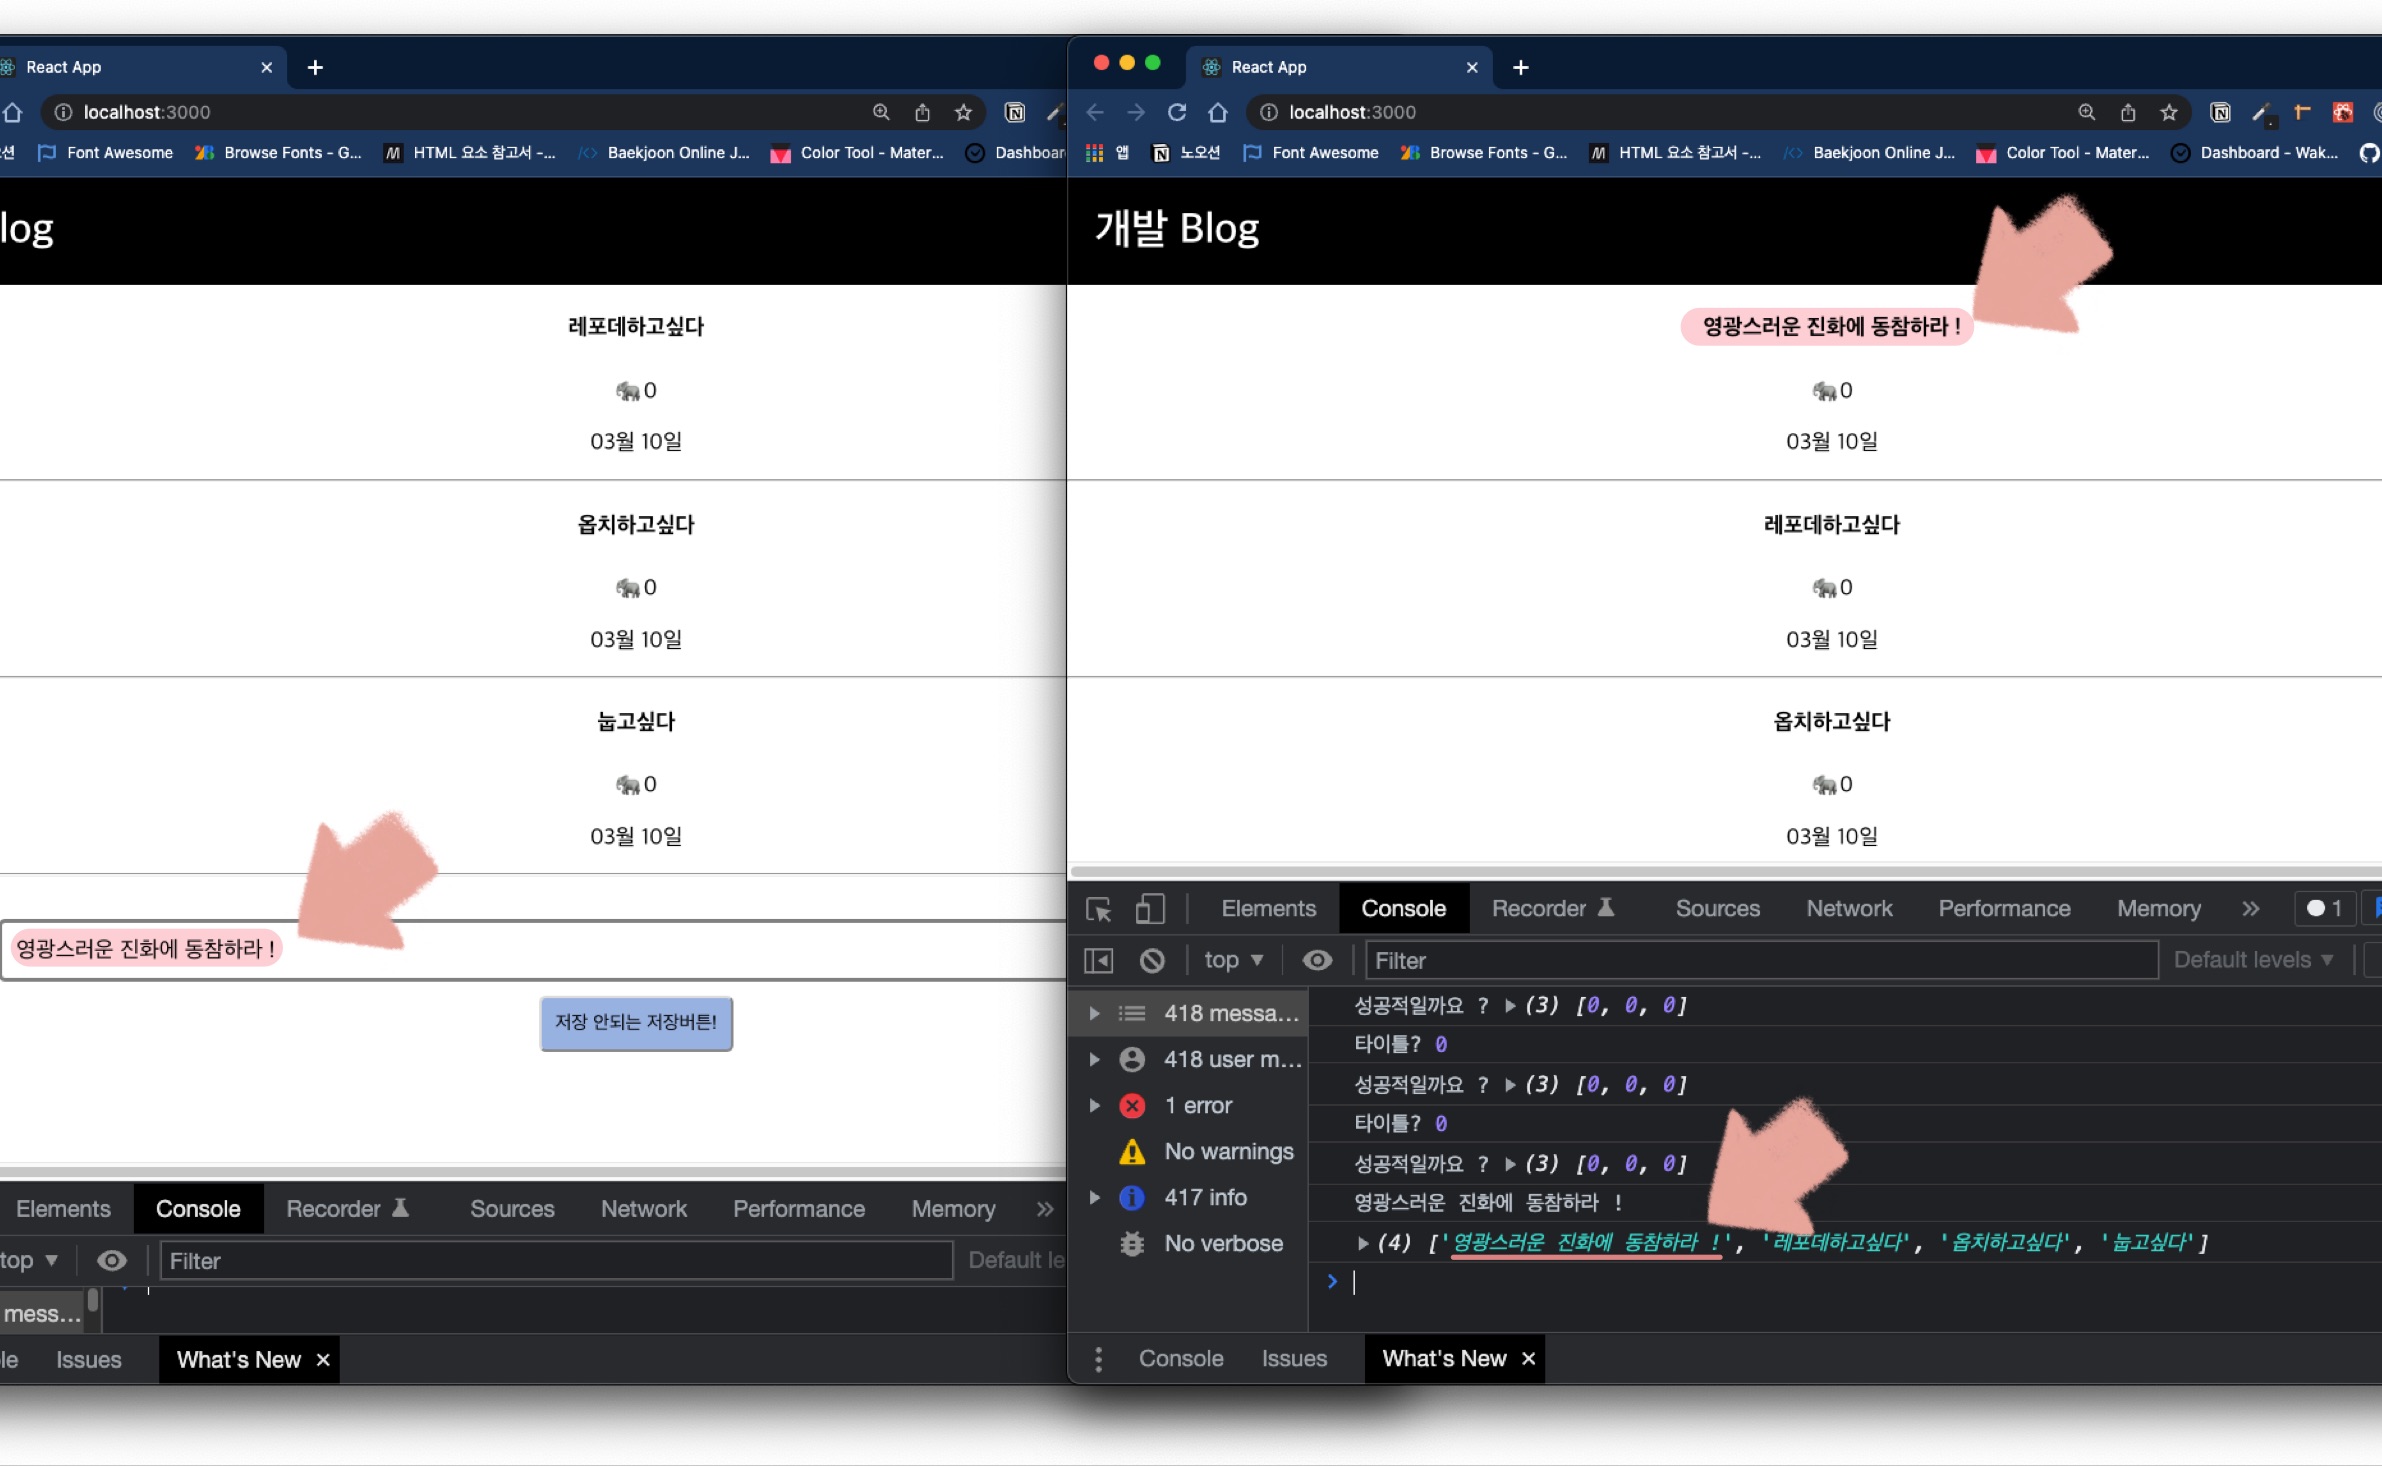 React App
localhost:3000
션 Font Awesome Browse Fonts - G... HTML 요소 참고서 -... Baekjoon Online J... Color Tool - Mater... Dashboar
log
레포데하고싶다
0
03월 10일
옵치하고싶다
0
03월 10일
눕고싶다
0
03월 10일
영광스러운 진화에 동참하라 !
저장 안되는 저장버튼!
Elements Console Recorder Sources Network Performance Memory »
top Filter Default le
mess...
le Issues What's New
React App
localhost:3000
앱 노오션 Font Awesome Browse Fonts - G... HTML 요소 참고서 -... Baekjoon Online J... Color Tool - Mater... Dashboard - Wak...
개발 Blog
영광스러운 진화에 동참하라 !
0
03월 10일
레포데하고싶다
0
03월 10일
옵치하고싶다
0
03월 10일
Elements Console Recorder Sources Network Performance Memory » 1
top Filter Default levels
418 messa...
418 user m...
1 error
No warnings
417 info
No verbose
성공적일까요 ? (3) [0, 0, 0]
타이틀? 0
성공적일까요 ? (3) [0, 0, 0]
타이틀? 0
성공적일까요 ? (3) [0, 0, 0]
영광스러운 진화에 동참하라 !
(4) ['영광스러운 진화에 동참하라 !', '레포데하고싶다', '옵치하고싶다', '눕고싶다']
Console Issues What's New